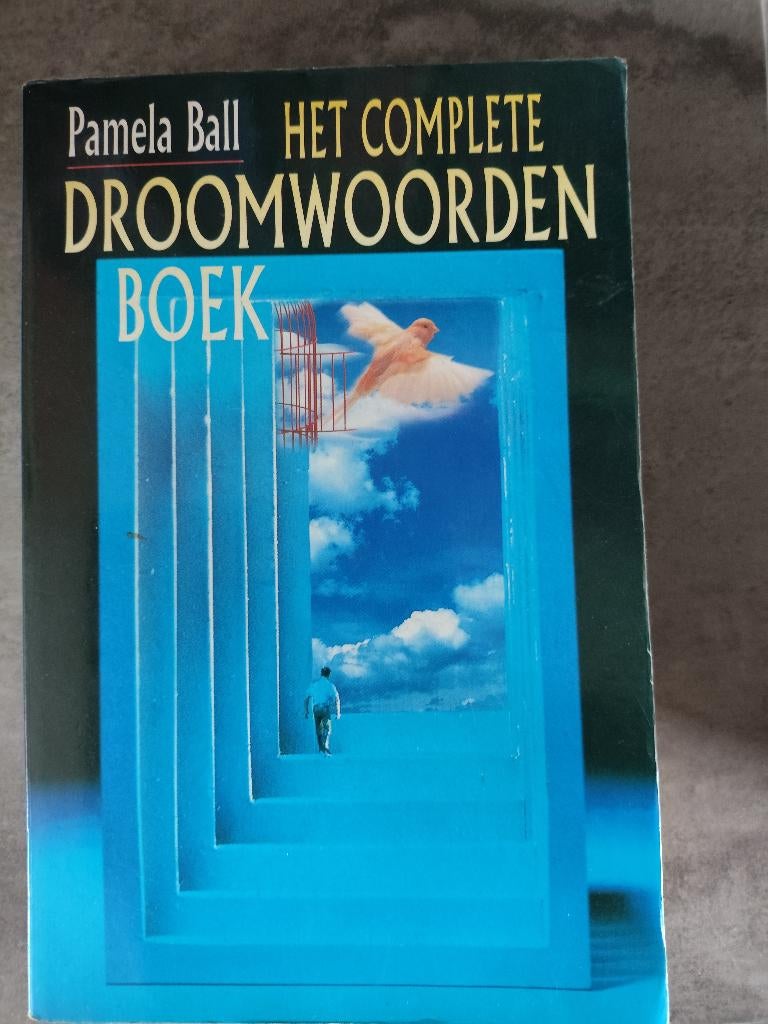 Pamela Ball
HET COMPLETE
DROOMWOORDEN
BOEK